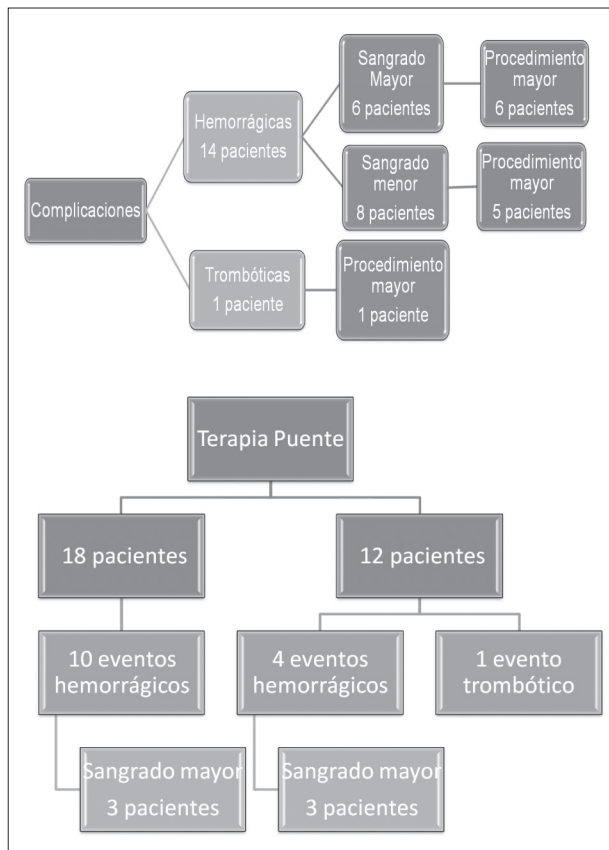 Complicaciones
Hemorrágicas
14 pacientes
Sangrado
Mayor
6 pacientes
Procedimiento
mayor
6 pacientes
Sangrado
menor
8 pacientes
Procedimiento
mayor
5 pacientes
Trombóticas
1 paciente
Procedimiento
mayor
1 paciente
Terapia Puente
18 pacientes
12 pacientes
10 eventos
hemorrágicos
4 eventos
hemorrágicos
1 evento
trombótico
Sangrado mayor
3 pacientes
Sangrado mayor
3 pacientes